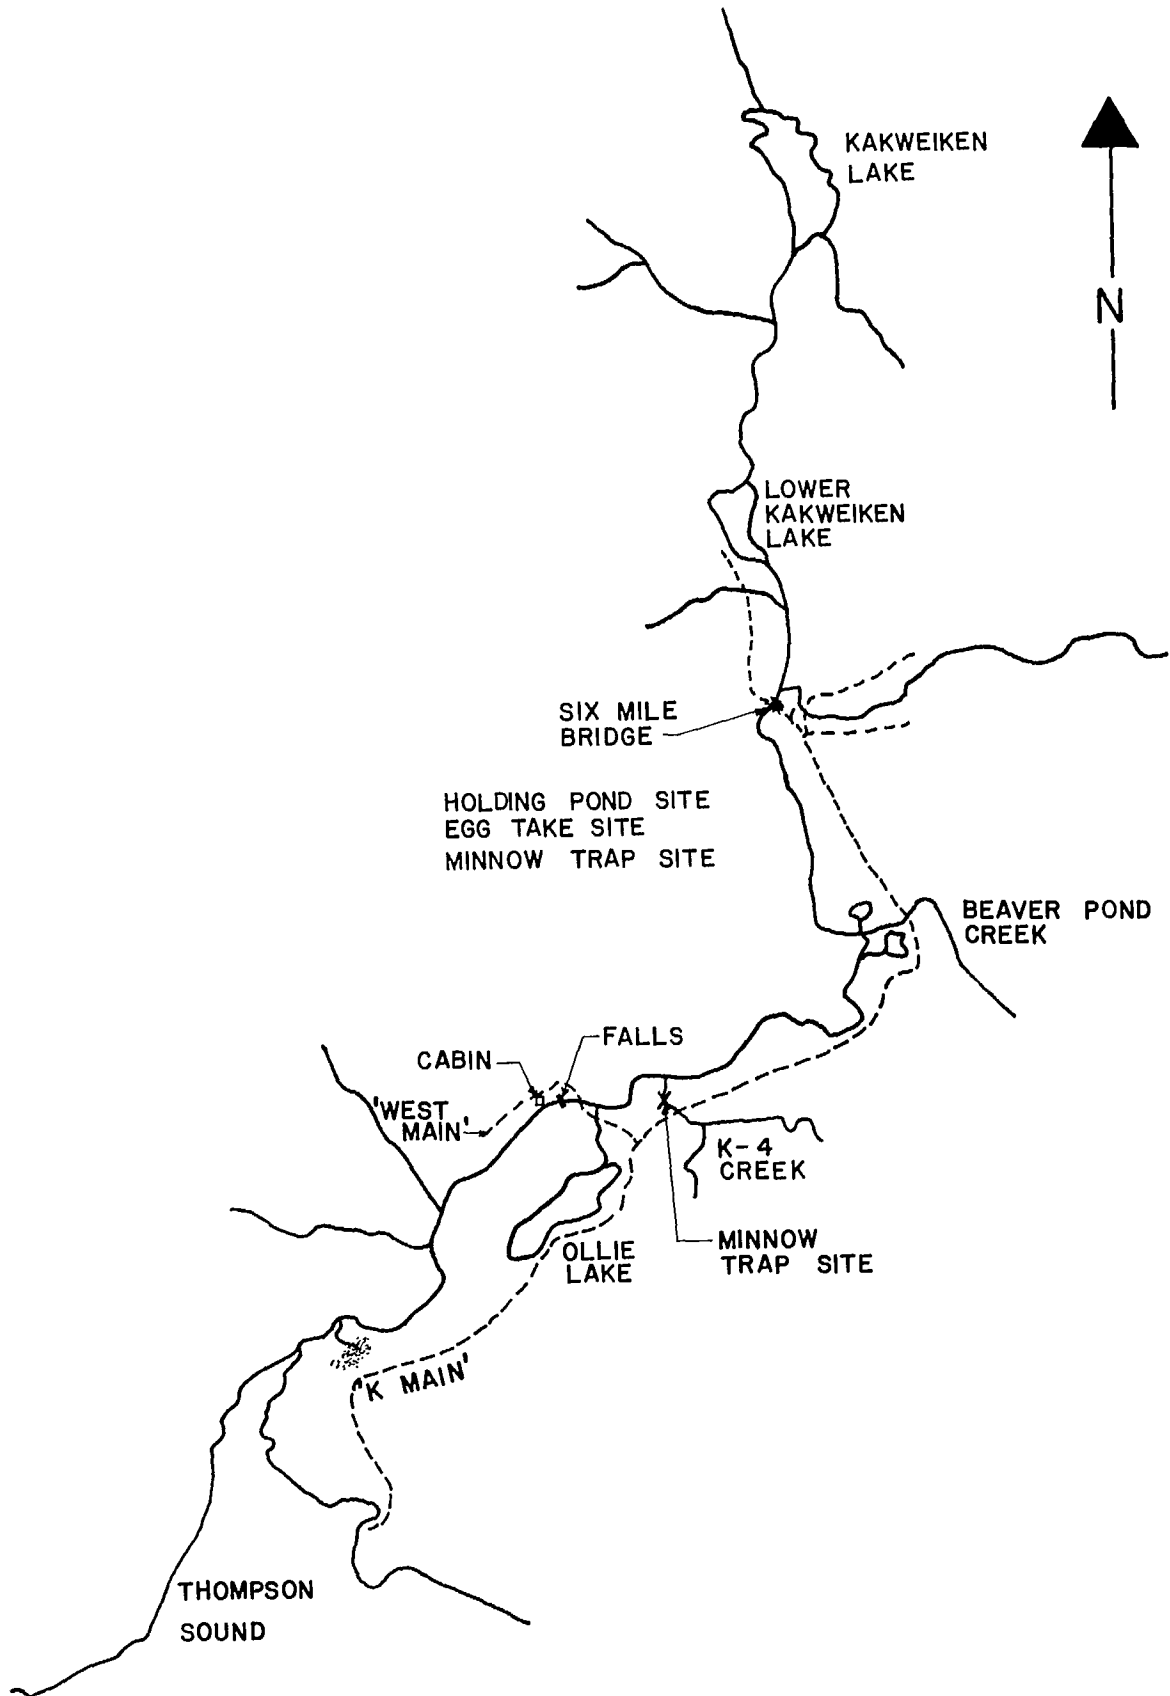 KAKWEIKEN
LAKE
N
LOWER
KAKWEIKEN
LAKE
SIX MILE
BRIDGE
HOLDING POND SITE
EGG TAKE SITE
MINNOW TRAP SITE
BEAVER POND
CREEK
FALLS
CABIN
'WEST
MAIN'
K-4
CREEK
MINNOW
TRAP SITE
OLLIE
LAKE
'K MAIN'
THOMPSON
SOUND